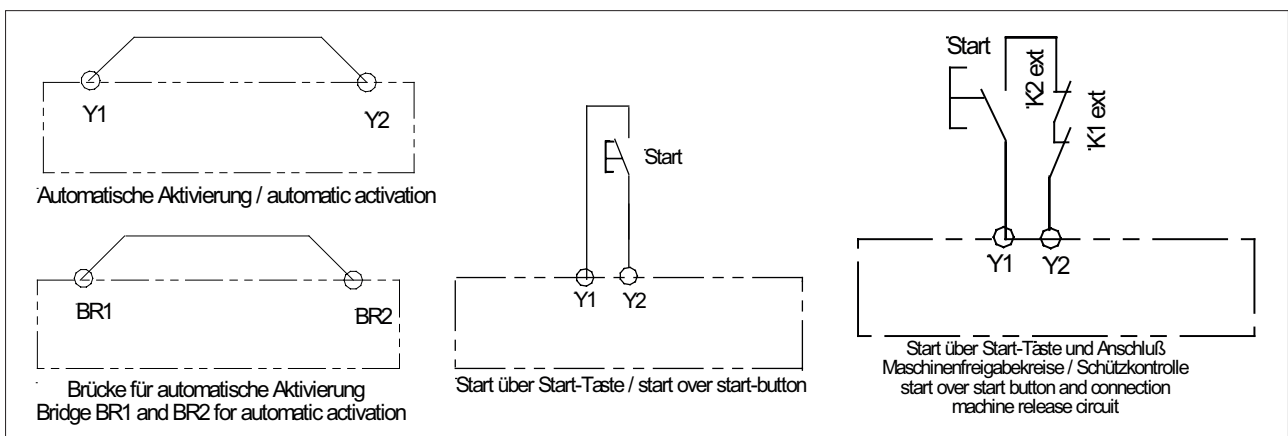 Y1
Y2
Automatische Aktivierung / automatic activation
BR1
BR2
Brücke für automatische Aktivierung
Bridge BR1 and BR2 for automatic activation
Start
Y1
Y2
Start über Start-Taste / start over start-button
Start
K2 ext
K1 ext
Y1
Y2
Start über Start-Taste und Anschluß
Maschinenfreigabekreise / Schützkontrolle
start over start button and connection
machine release circuit